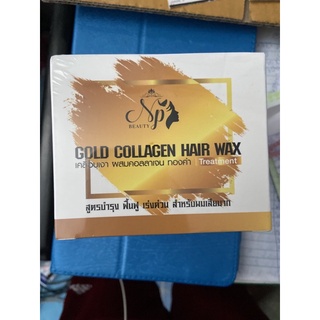 Np
BEAUTY
GOLD COLLAGEN HAIR WAX
เคลือบเงา ผสมคอลลาเจน ทองคำ Treatment
สูตรบำรุง ฟื้นฟู เร่งด่วน สำหรับผมเสียมาก